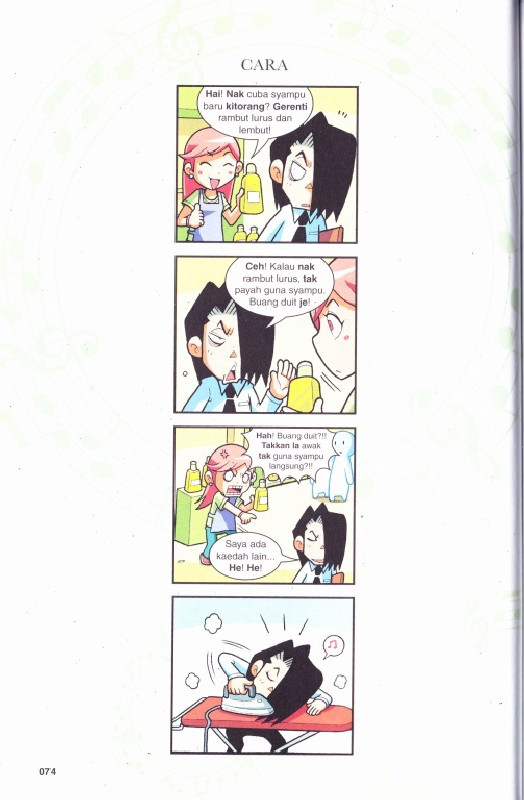 CARA
Hai! Nak cuba syampu
baru kitorang? Gerenti
rambut lurus dan
lembut!
Ceh! Kalau nak
rambut lurus, tak
payah guna syampu.
Buang duit je!
Hah! Buang duit?!!
Takkan la awak
tak guna syampu
langsung?!!
Saya ada
kaedah lain...
He! He!
074